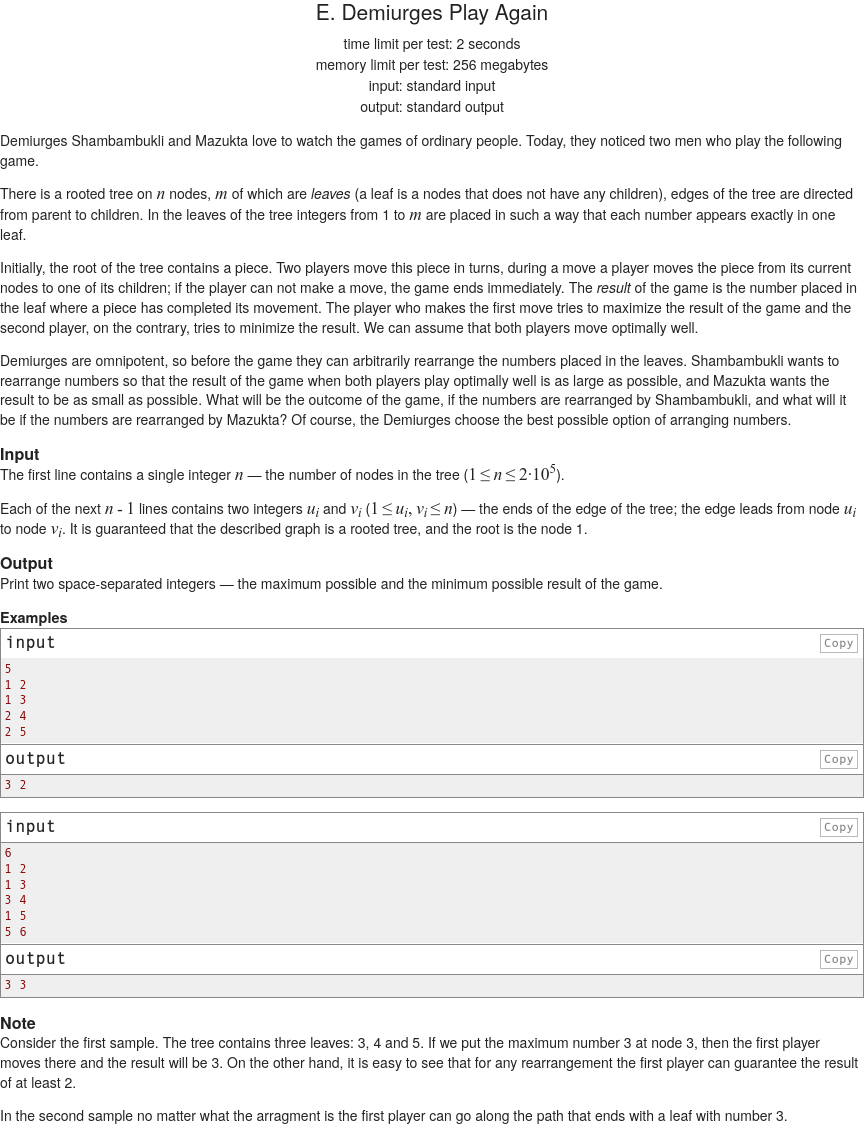 E. Demiurges Play Again
time limit per test: 2 seconds
memory limit per test: 256 megabytes
input: standard input
output: standard output
Demiurges Shambambukli and Mazukta love to watch the games of ordinary people. Today, they noticed two men who play the following
game.
There is a rooted tree on n nodes, m of which are leaves (a leaf is a nodes that does not have any children), edges of the tree are directed
from parent to children. In the leaves of the tree integers from 1 to m are placed in such a way that each number appears exactly in one
leaf.
Initially, the root of the tree contains a piece. Two players move this piece in turns, during a move a player moves the piece from its current
nodes to one of its children; if the player can not make a move, the game ends immediately. The result of the game is the number placed in
the leaf where a piece has completed its movement. The player who makes the first move tries to maximize the result of the game and the
second player, on the contrary, tries to minimize the result. We can assume that both players move optimally well.
Demiurges are omnipotent, so before the game they can arbitrarily rearrange the numbers placed in the leaves. Shambambukli wants to
rearrange numbers so that the result of the game when both players play optimally well is as large as possible, and Mazukta wants the
result to be as small as possible. What will be the outcome of the game, if the numbers are rearranged by Shambambukli, and what will it
be if the numbers are rearranged by Mazukta? Of course, the Demiurges choose the best possible option of arranging numbers.
Input
The first line contains a single integer n — the number of nodes in the tree (1 ≤ n ≤ 2·10⁵).
Each of the next n - 1 lines contains two integers uᵢ and vᵢ (1 ≤ uᵢ, vᵢ ≤ n) — the ends of the edge of the tree; the edge leads from node uᵢ
to node vᵢ. It is guaranteed that the described graph is a rooted tree, and the root is the node 1.
Output
Print two space-separated integers — the maximum possible and the minimum possible result of the game.
Examples
input Copy
5
1 2
1 3
2 4
2 5
output Copy
3 2
input Copy
6
1 2
1 3
3 4
1 5
5 6
output Copy
3 3
Note
Consider the first sample. The tree contains three leaves: 3, 4 and 5. If we put the maximum number 3 at node 3, then the first player
moves there and the result will be 3. On the other hand, it is easy to see that for any rearrangement the first player can guarantee the result
of at least 2.
In the second sample no matter what the arragment is the first player can go along the path that ends with a leaf with number 3.